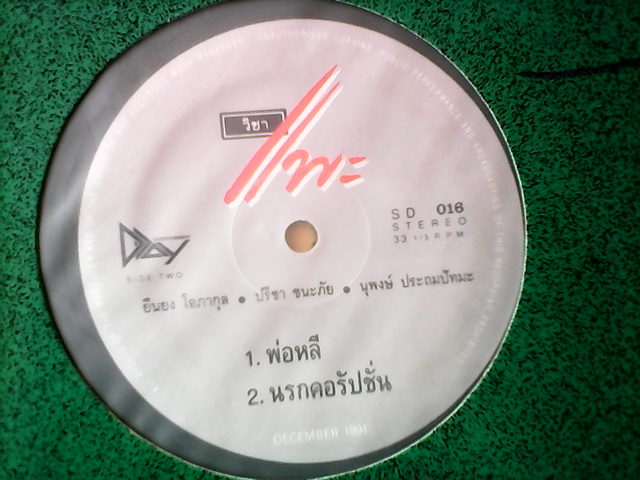 วิชา
แพะ
D-Day
SIDE TWO
SD 016
STEREO
33 1/3 R.P.M.
ยืนยง โอภากุล • ปรีชา ชนะภัย • นุพงษ์ ประถมปัทมะ
1. พ่อหลี
2. นรกคอรัปชั่น
DECEMBER 1991